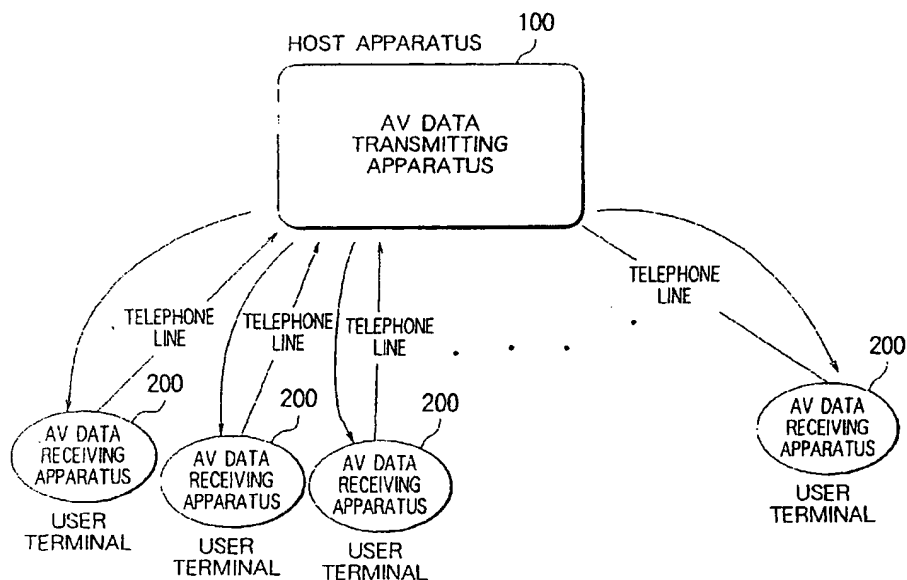 100
HOST APPARATUS
AV DATA
TRANSMITTING
APPARATUS
TELEPHONE
LINE
TELEPHONE
LINE
TELEPHONE
LINE
TELEPHONE
LINE
200
AV DATA
RECEIVING
APPARATUS
USER
TERMINAL
200
AV DATA
RECEIVING
APPARATUS
USER
TERMINAL
200
AV DATA
RECEIVING
APPARATUS
USER
TERMINAL
200
AV DATA
RECEIVING
APPARATUS
USER
TERMINAL